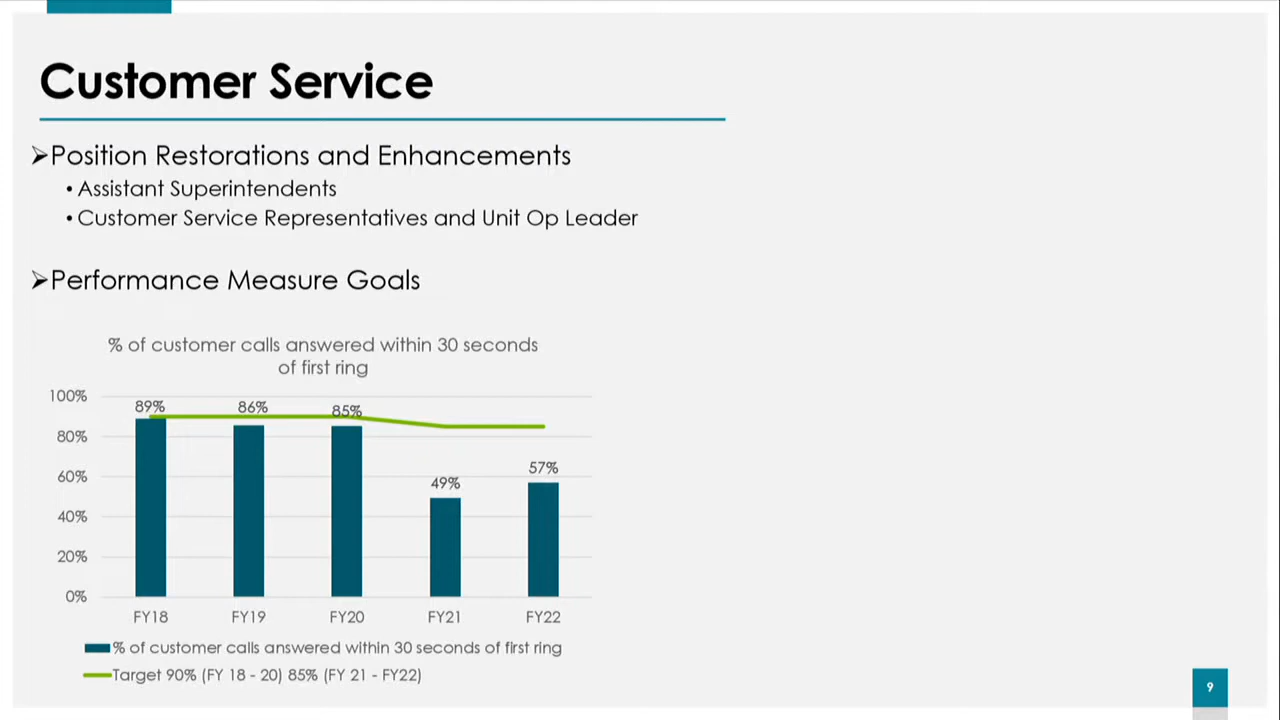 Customer Service
➢Position Restorations and Enhancements
• Assistant Superintendents
• Customer Service Representatives and Unit Op Leader
➢Performance Measure Goals
% of customer calls answered within 30 seconds
of first ring
100%
80%
60%
40%
20%
0%
89%
86%
85%
49%
57%
FY18
FY19
FY20
FY21
FY22
% of customer calls answered within 30 seconds of first ring
Target 90% (FY 18 - 20) 85% (FY 21 - FY22)
9